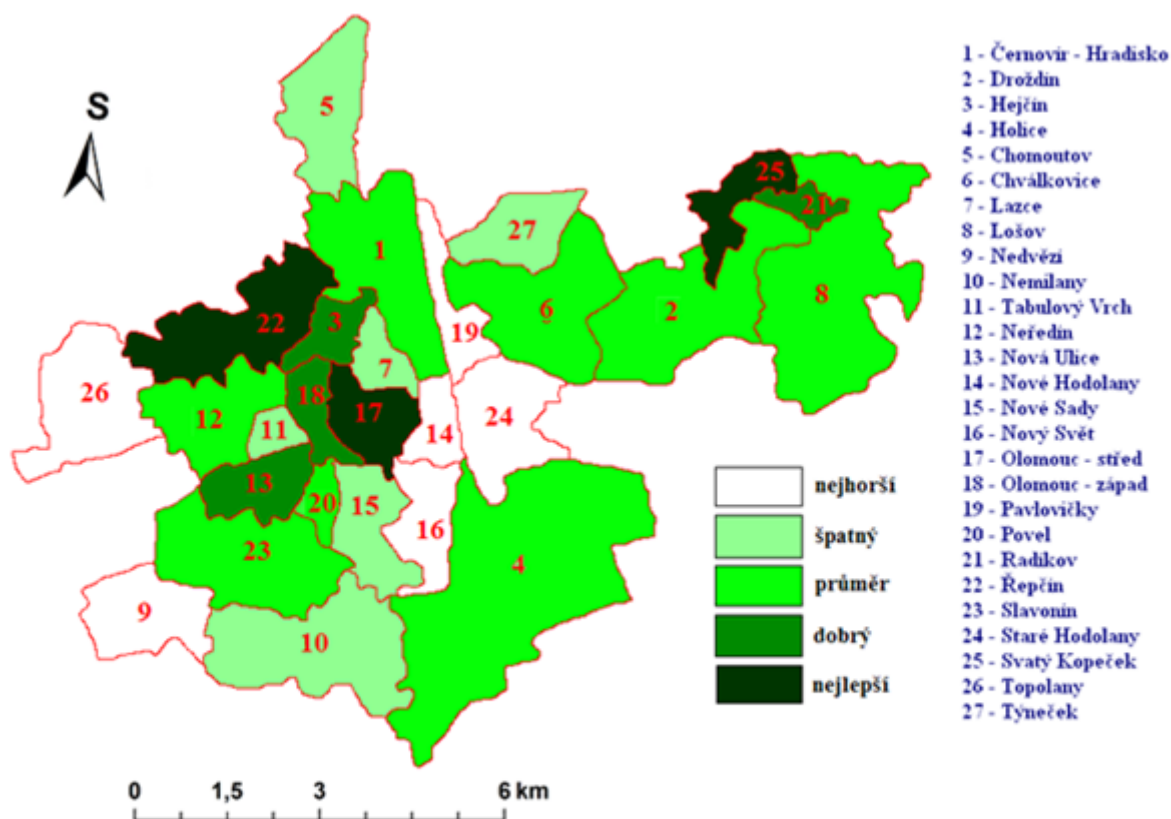 S
5
1
27
25
21
6
2
8
22
3
19
7
26
12
18
17
11
14
24
13
20
15
16
23
4
9
10
nejhorší
špatný
průměr
dobrý
nejlepší
0 1,5 3 6 km
1 - Černovír - Hradisko
2 - Droždín
3 - Hejčín
4 - Holice
5 - Chomoutov
6 - Chválkovice
7 - Lazce
8 - Lošov
9 - Nedvězí
10 - Nemilany
11 - Tabulový Vrch
12 - Neředín
13 - Nová Ulice
14 - Nové Hodolany
15 - Nové Sady
16 - Nový Svět
17 - Olomouc - střed
18 - Olomouc - západ
19 - Pavlovičky
20 - Povel
21 - Radíkov
22 - Řepčín
23 - Slavonín
24 - Staré Hodolany
25 - Svatý Kopeček
26 - Topolany
27 - Týneček